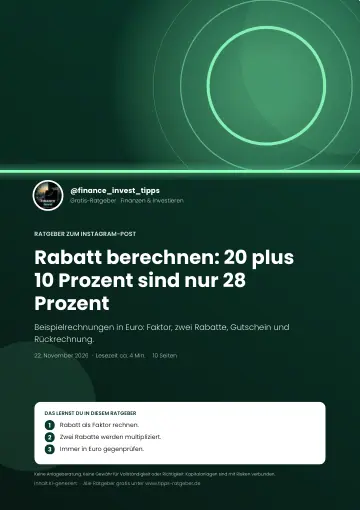 @finance_invest_tipps
Gratis-Ratgeber · Finanzen & Investieren
RATGEBER ZUM INSTAGRAM-POST
Rabatt berechnen: 20 plus
10 Prozent sind nur 28
Prozent
Beispielrechnungen in Euro: Faktor, zwei Rabatte, Gutschein und
Rückrechnung.
22. November 2026 · Lesezeit ca. 4 Min. · 10 Seiten
DAS LERNST DU IN DIESEM RATGEBER
1 Rabatt als Faktor rechnen.
2 Zwei Rabatte werden multipliziert.
3 Immer in Euro gegenprüfen.
Keine Anlageberatung, keine Gewähr für Vollständigkeit oder Richtigkeit. Kapitalanlagen sind mit Risiken verbunden.
Inhalt KI-generiert · Alle Ratgeber gratis unter www.tipps-ratgeber.de